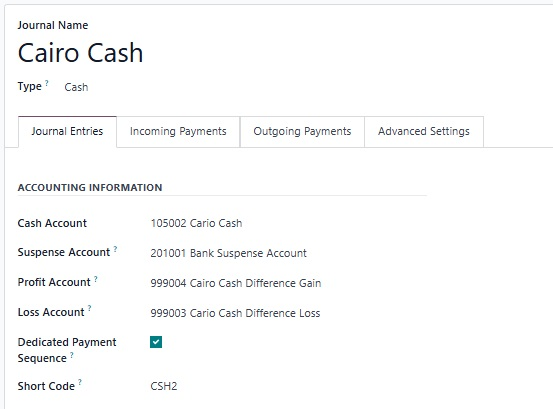 Journal Name
Cairo Cash
Type ? Cash
Journal Entries Incoming Payments Outgoing Payments Advanced Settings
ACCOUNTING INFORMATION
Cash Account 105002 Cario Cash
Suspense Account ? 201001 Bank Suspense Account
Profit Account ? 999004 Cairo Cash Difference Gain
Loss Account ? 999003 Cario Cash Difference Loss
Dedicated Payment
Sequence ?
Short Code ? CSH2